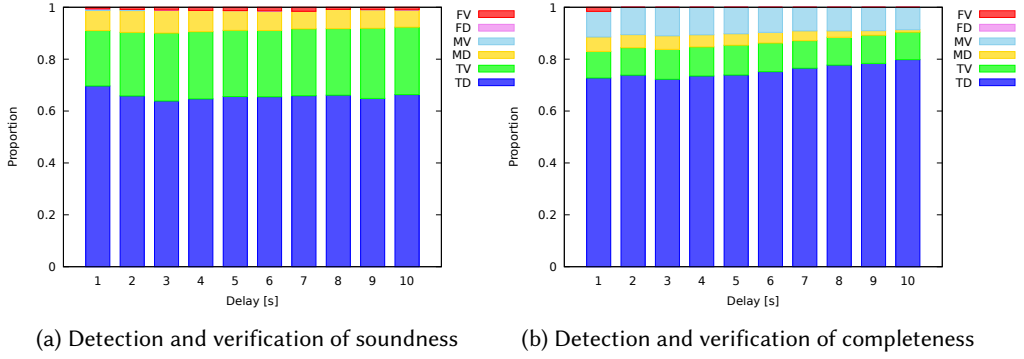 1
0.8
0.6
0.4
0.2
0
Proportion
1 2 3 4 5 6 7 8 9 10
Delay [s]
FV
FD
MV
MD
TV
TD
(a) Detection and verification of soundness
1
0.8
0.6
0.4
0.2
0
Proportion
1 2 3 4 5 6 7 8 9 10
Delay [s]
FV
FD
MV
MD
TV
TD
(b) Detection and verification of completeness